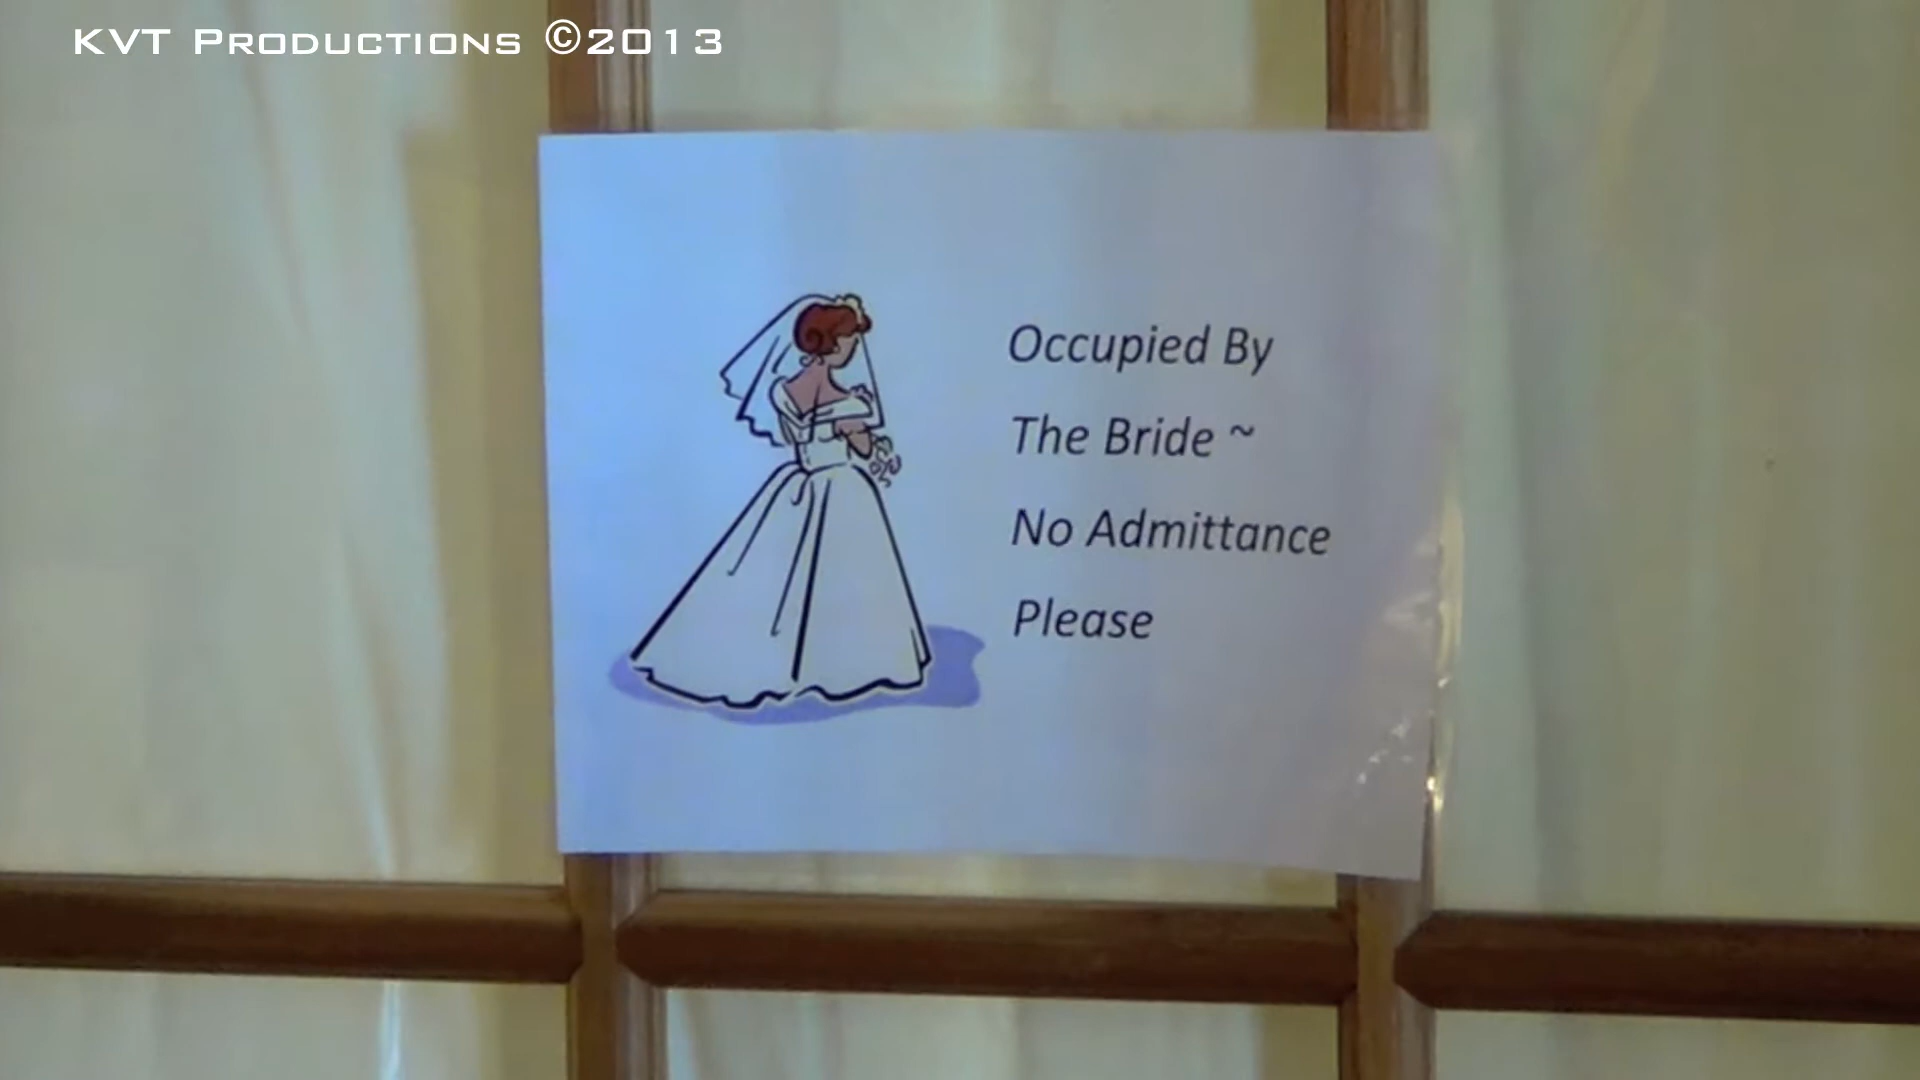 KVT Productions ©2013
Occupied By
The Bride ~
No Admittance
Please